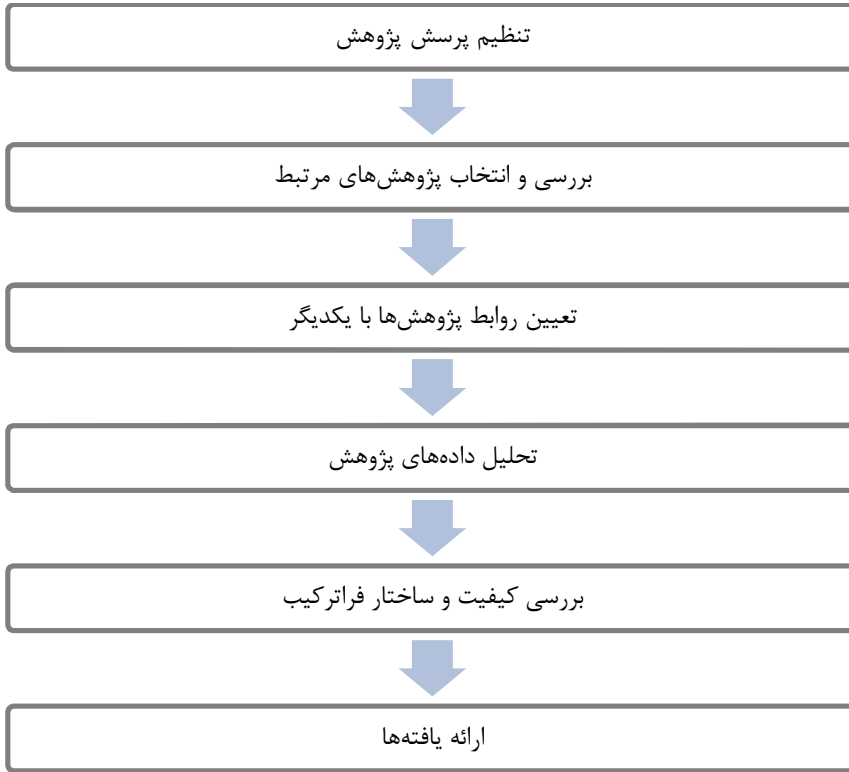 تنظیم پرسش پژوهش
بررسی و انتخاب پژوهش‌های مرتبط
تعیین روابط پژوهش‌ها با یکدیگر
تحلیل داده‌های پژوهش
بررسی کیفیت و ساختار فراترکیب
ارائه یافته‌ها